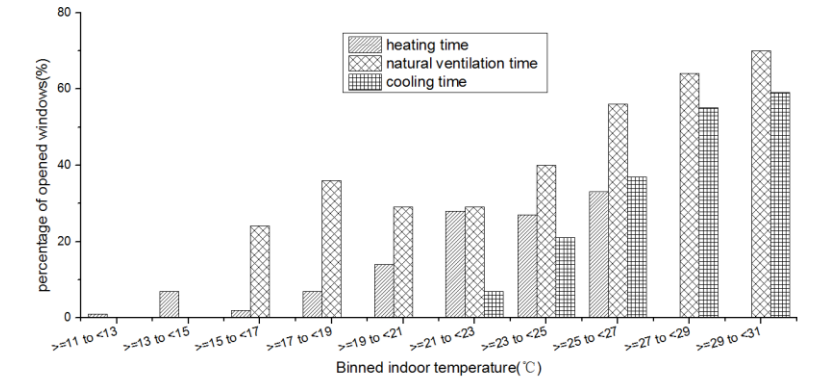 80
60
40
20
0
percentage of opened windows(%)
heating time
natural ventilation time
cooling time
>=11 to <13
>=13 to <15
>=15 to <17
>=17 to <19
>=19 to <21
>=21 to <23
>=23 to <25
>=25 to <27
>=27 to <29
>=29 to <31
Binned indoor temperature(℃)